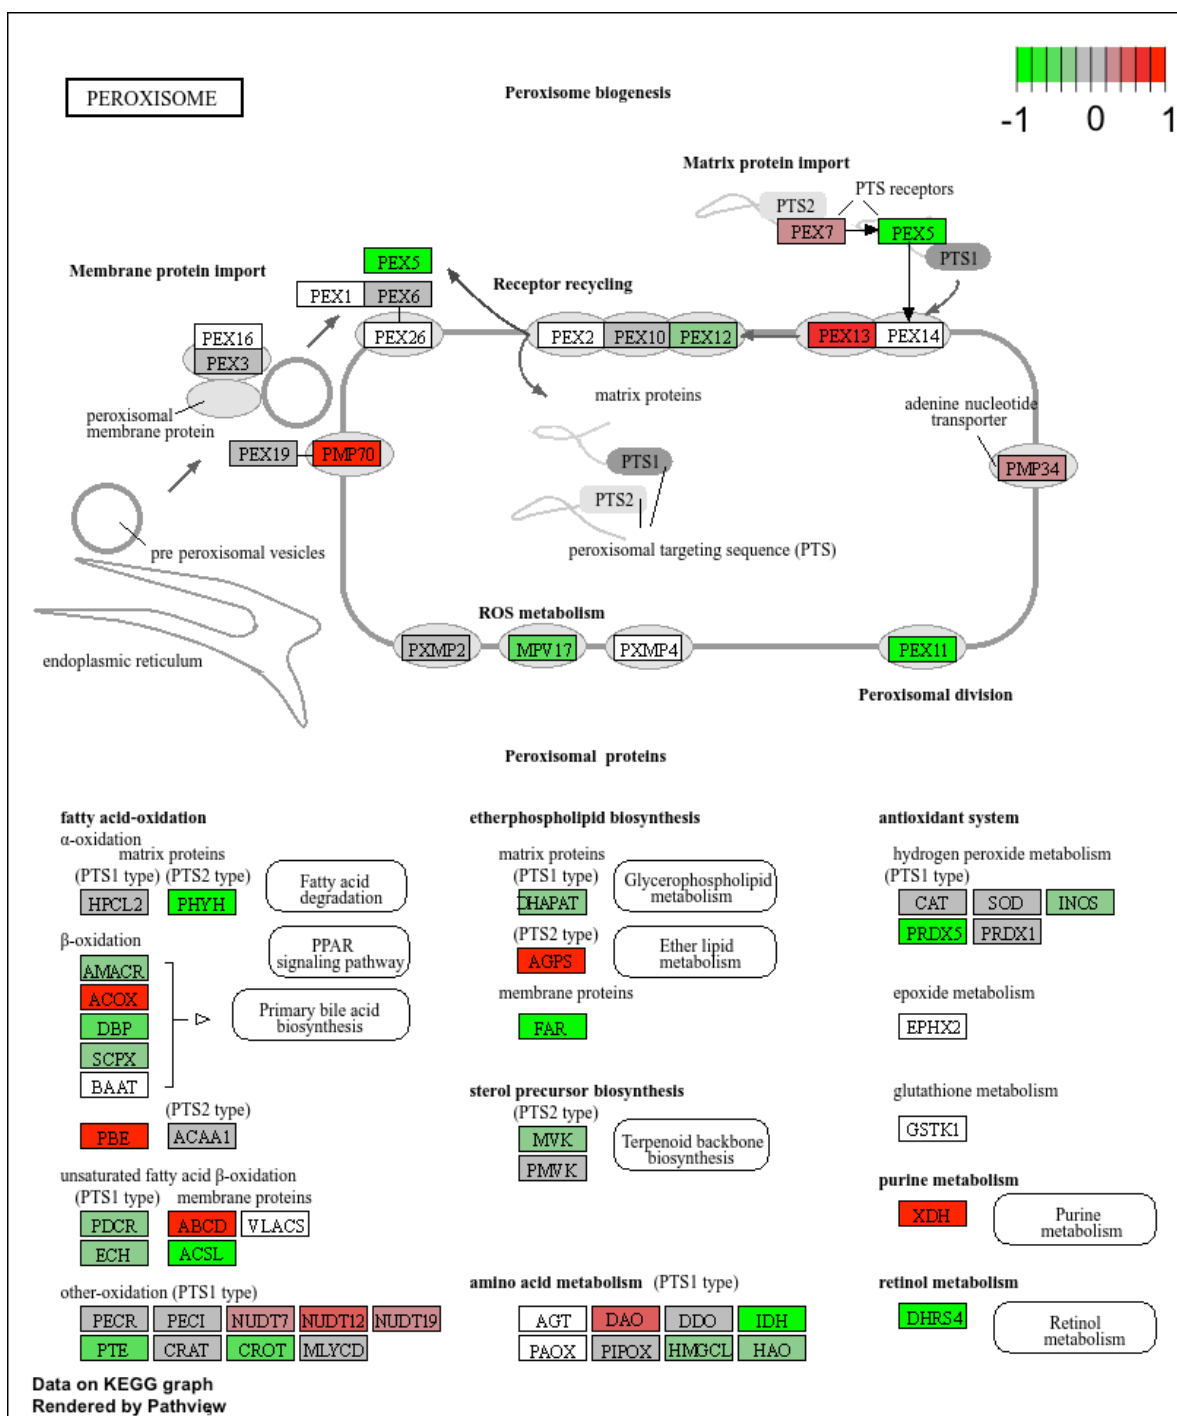 PEROXISOME
Peroxisome biogenesis
-1 0 1
Matrix protein import
PTS receptors
PTS2
PEX7
PEX5
PTS1
Membrane protein import
PEX5
PEX1
PEX6
Receptor recycling
PEX16
PEX3
PEX26
PEX2
PEX10
PEX12
PEX13
PEX14
peroxisomal
membrane protein
matrix proteins
adenine nucleotide
transporter
PEX19
PMP70
PTS1
PMP34
PTS2
pre peroxisomal vesicles
peroxisomal targeting sequence (PTS)
ROS metabolism
endoplasmic reticulum
PXMP2
MPV17
PXMP4
PEX11
Peroxisomal division
Peroxisomal proteins
fatty acid-oxidation
α-oxidation
matrix proteins
(PTS1 type) (PTS2 type)
HPCL2
PHYH
Fatty acid
degradation
β-oxidation
PPAR
signaling pathway
AMACR
ACOX
DBP
SCPX
BAAT
Primary bile acid
biosynthesis
(PTS2 type)
PBE
ACAA1
unsaturated fatty acid β-oxidation
(PTS1 type) membrane proteins
PDCR
ABCD
VLACS
ECH
ACSL
other-oxidation (PTS1 type)
PECR
PECI
NUDT7
NUDT12
NUDT19
PTE
CRAT
CROT
MLYCD
etherphospholipid biosynthesis
matrix proteins
(PTS1 type)
DHAPAT
Glycerophospholipid
metabolism
(PTS2 type)
AGPS
Ether lipid
metabolism
membrane proteins
FAR
sterol precursor biosynthesis
(PTS2 type)
MVK
PMVK
Terpenoid backbone
biosynthesis
amino acid metabolism (PTS1 type)
AGT
DAO
DDO
IDH
PAOX
PIPOX
HMGCL
HAO
antioxidant system
hydrogen peroxide metabolism
(PTS1 type)
CAT
SOD
INOS
PRDX5
PRDX1
epoxide metabolism
EPHX2
glutathione metabolism
GSTK1
purine metabolism
XDH
Purine
metabolism
retinol metabolism
DHRS4
Retinol
metabolism
Data on KEGG graph
Rendered by Pathview